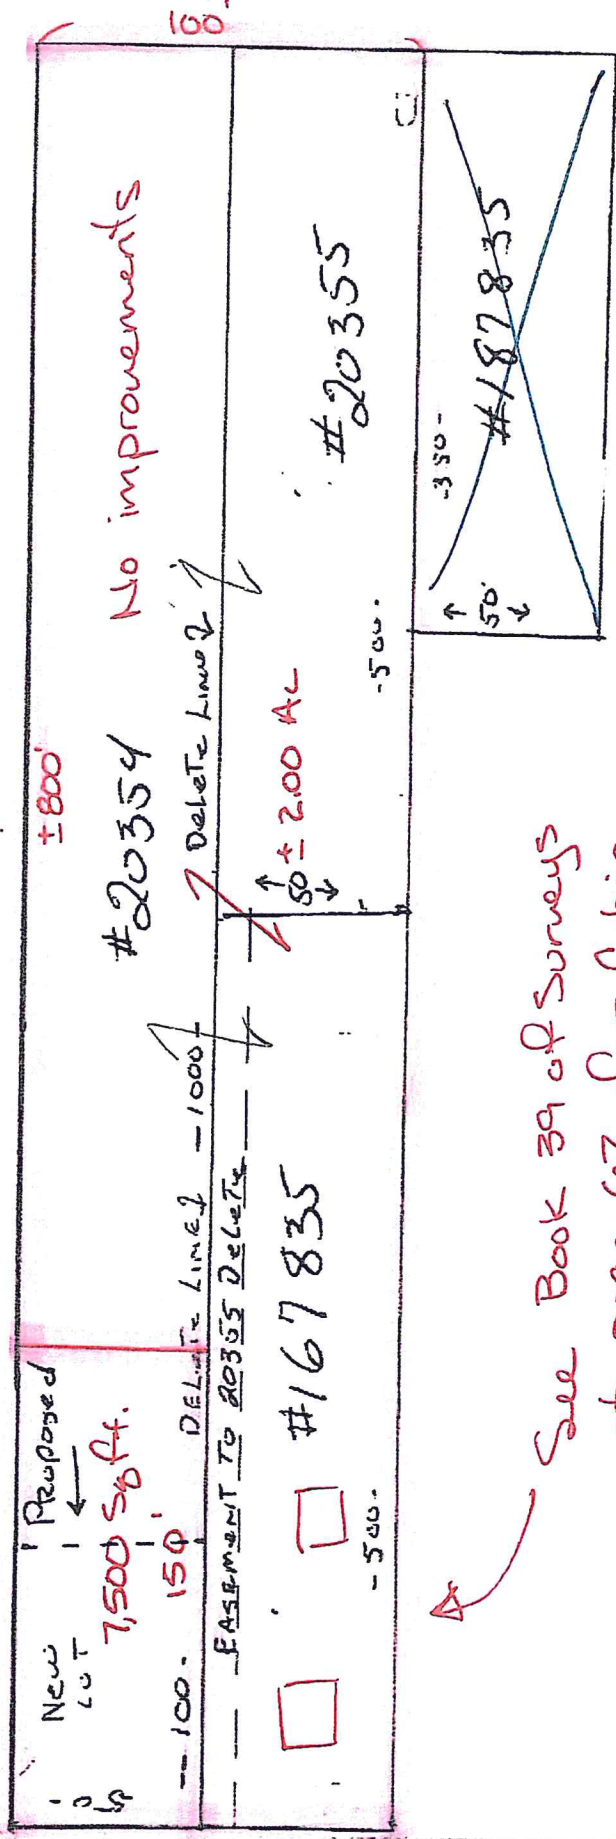 100'
±800'
No improvements
#20354
Delete Line
#20355
±2.00 Ac
↑
50
↓
-500-
-350-
#187835
↑
50'
↓
DELETE LINE
-1000-
Proposed
←
New
LOT
7,500 Sq ft.
150'
-100-
EASEMENT TO 20355 Delete
#167835
-500-
See Book 39 of Surveys